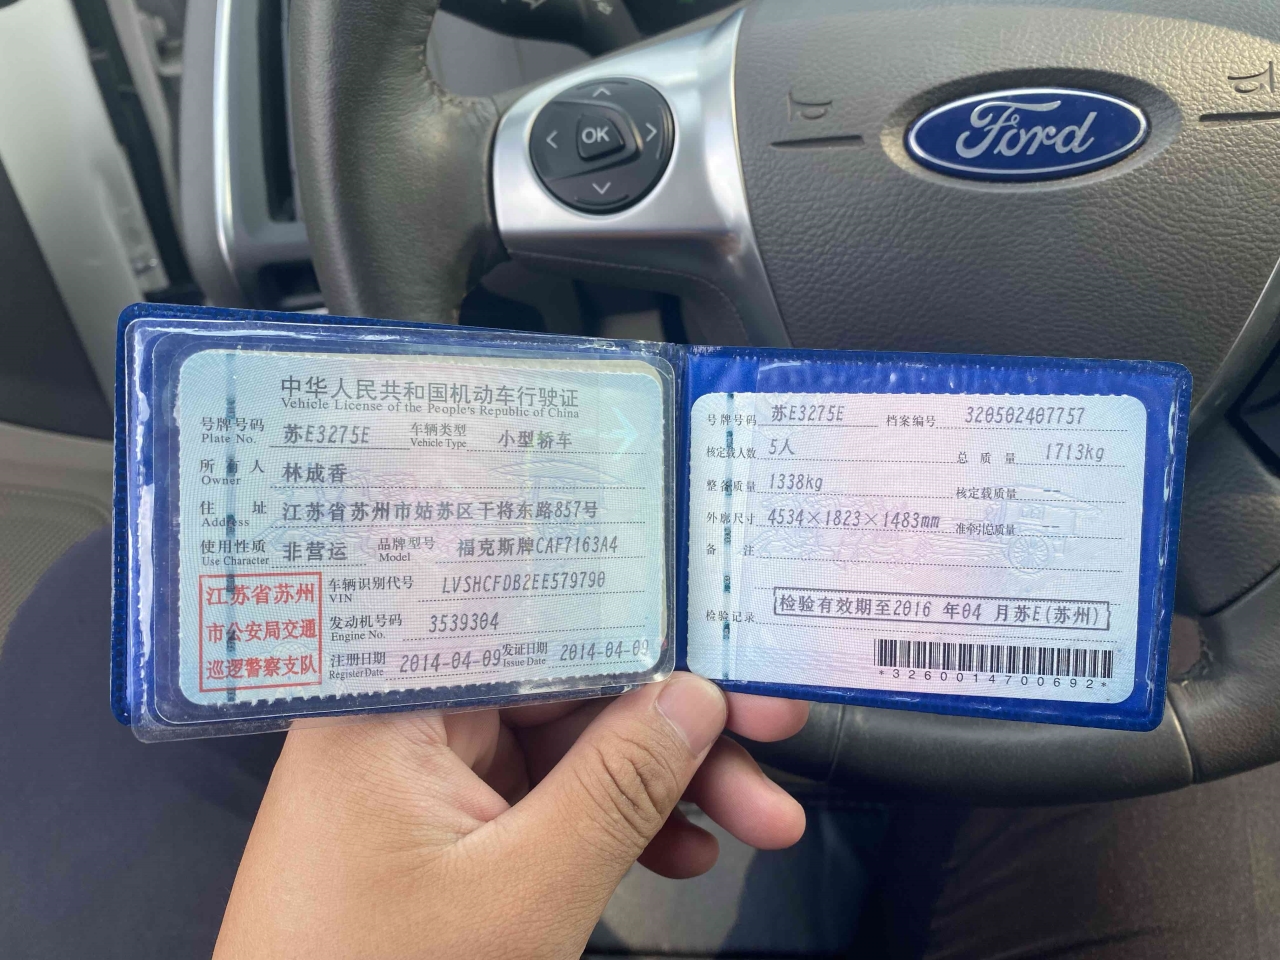 OK
Ford
中华人民共和国机动车行驶证
Vehicle License of the People's Republic of China
号牌号码 苏E3275E 车辆类型 小型轿车
Plate No. Vehicle Type
所有人 林成香
Owner
住址 江苏省苏州市姑苏区干将东路857号
Address
使用性质 非营运 品牌型号 福克斯牌CAF7163A4
Use Character Model
江苏省苏州
市公安局交通
巡逻警察支队
车辆识别代号 LVSHCFDB2EE579790
VIN
发动机号码 3539304
Engine No.
注册日期 2014-04-09 发证日期 2014-04-09
Register Date Issue Date
号牌号码 苏E3275E 档案编号 320502407757
核定载人数 5人 总质量 1713kg
整备质量 1338kg 核定载质量 --
外廓尺寸 4534×1823×1483mm 准牵引总质量 --
备注
检验记录 检验有效期至2016年04月苏E(苏州)
*3260014700692*